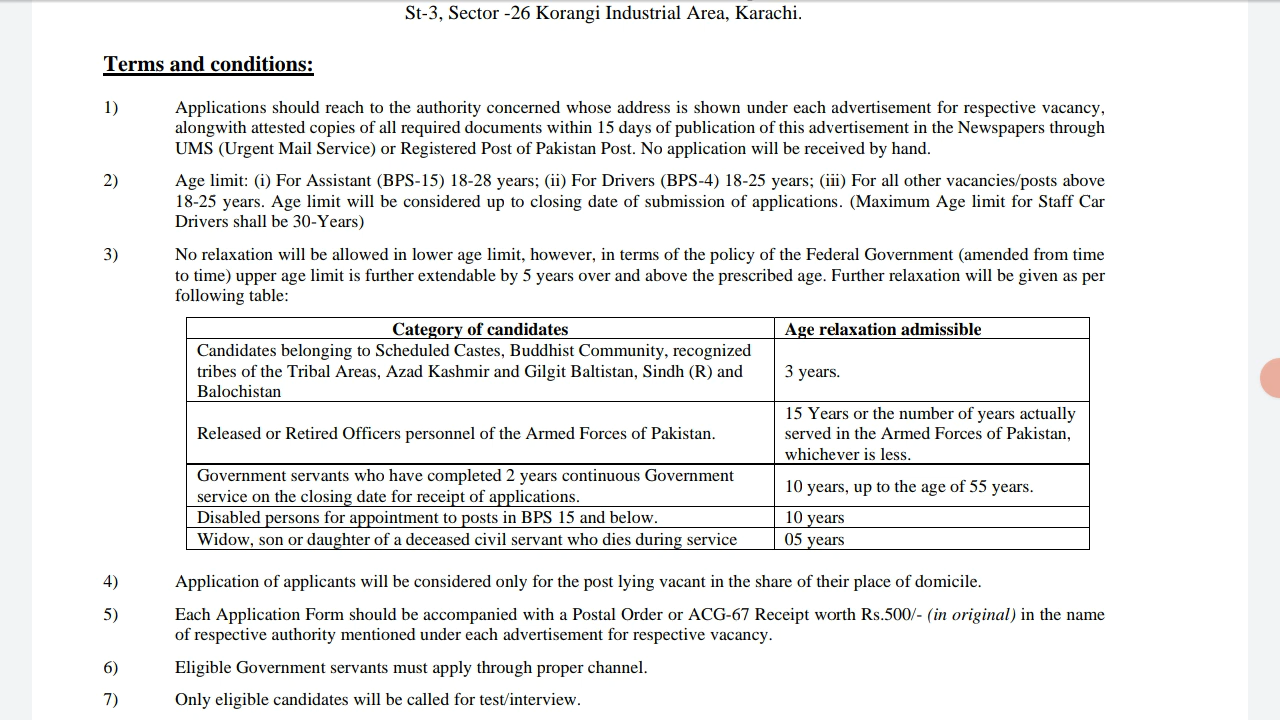 St-3, Sector -26 Korangi Industrial Area, Karachi.
Terms and conditions:
1) Applications should reach to the authority concerned whose address is shown under each advertisement for respective vacancy,
alongwith attested copies of all required documents within 15 days of publication of this advertisement in the Newspapers through
UMS (Urgent Mail Service) or Registered Post of Pakistan Post. No application will be received by hand.
2) Age limit: (i) For Assistant (BPS-15) 18-28 years; (ii) For Drivers (BPS-4) 18-25 years; (iii) For all other vacancies/posts above
18-25 years. Age limit will be considered up to closing date of submission of applications. (Maximum Age limit for Staff Car
Drivers shall be 30-Years)
3) No relaxation will be allowed in lower age limit, however, in terms of the policy of the Federal Government (amended from time
to time) upper age limit is further extendable by 5 years over and above the prescribed age. Further relaxation will be given as per
following table:
Category of candidates Age relaxation admissible
Candidates belonging to Scheduled Castes, Buddhist Community, recognized
tribes of the Tribal Areas, Azad Kashmir and Gilgit Baltistan, Sindh (R) and
Balochistan
3 years.
Released or Retired Officers personnel of the Armed Forces of Pakistan.
15 Years or the number of years actually
served in the Armed Forces of Pakistan,
whichever is less.
Government servants who have completed 2 years continuous Government
service on the closing date for receipt of applications.
10 years, up to the age of 55 years.
Disabled persons for appointment to posts in BPS 15 and below. 10 years
Widow, son or daughter of a deceased civil servant who dies during service 05 years
4) Application of applicants will be considered only for the post lying vacant in the share of their place of domicile.
5) Each Application Form should be accompanied with a Postal Order or ACG-67 Receipt worth Rs.500/- (in original) in the name
of respective authority mentioned under each advertisement for respective vacancy.
6) Eligible Government servants must apply through proper channel.
7) Only eligible candidates will be called for test/interview.